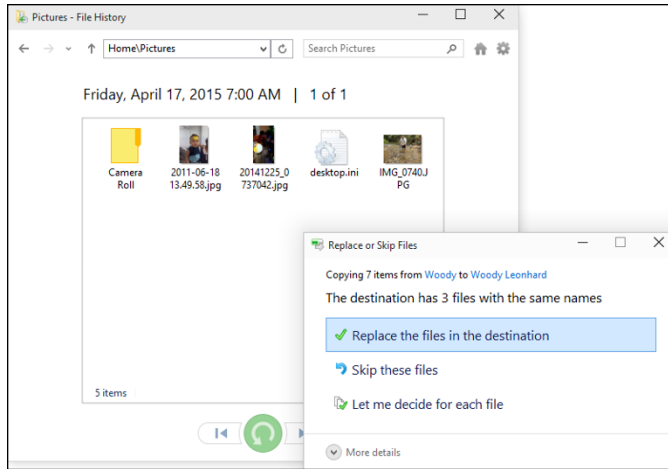 Pictures - File History
Home\Pictures
Search Pictures
Friday, April 17, 2015 7:00 AM | 1 of 1
Camera
Roll
2011-06-18
13.49.58.jpg
20141225_0
737042.jpg
desktop.ini
IMG_0740.J
PG
5 items
Replace or Skip Files
Copying 7 items from Woody to Woody Leonhard
The destination has 3 files with the same names
Replace the files in the destination
Skip these files
Let me decide for each file
More details